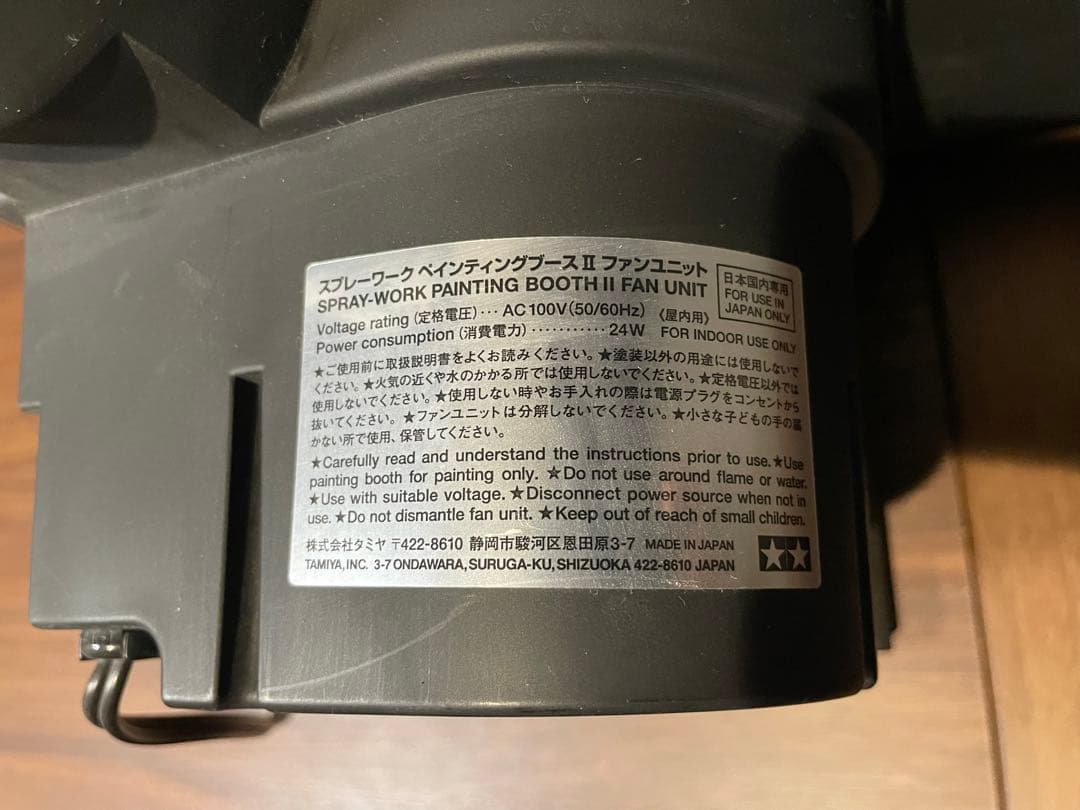 スプレーワーク ペインティングブースⅡ ファンユニット
SPRAY-WORK PAINTING BOOTH II FAN UNIT
日本国内専用
FOR USE IN
JAPAN ONLY
Voltage rating (定格電圧)··· AC 100V (50/60Hz) 《屋内用》
Power consumption (消費電力)··········· 24W FOR INDOOR USE ONLY
★ご使用前に取扱説明書をよくお読みください。★塗装以外の用途には使用しないで
ください。★火気の近くや水のかかる所では使用しないでください。★定格電圧以外では
使用しないでください。★使用しない時やお手入れの際は電源プラグをコンセントから
抜いてください。★ファンユニットは分解しないでください。★小さな子どもの手の届
かない所で使用、保管してください。
★Carefully read and understand the instructions prior to use.★Use
painting booth for painting only. ★Do not use around flame or water.
★Use with suitable voltage. ★Disconnect power source when not in
use.★Do not dismantle fan unit. ★Keep out of reach of small children.
株式会社タミヤ 〒422-8610 静岡市駿河区恩田原3-7 MADE IN JAPAN
TAMIYA, INC. 3-7 ONDAWARA, SURUGA-KU, SHIZUOKA 422-8610 JAPAN